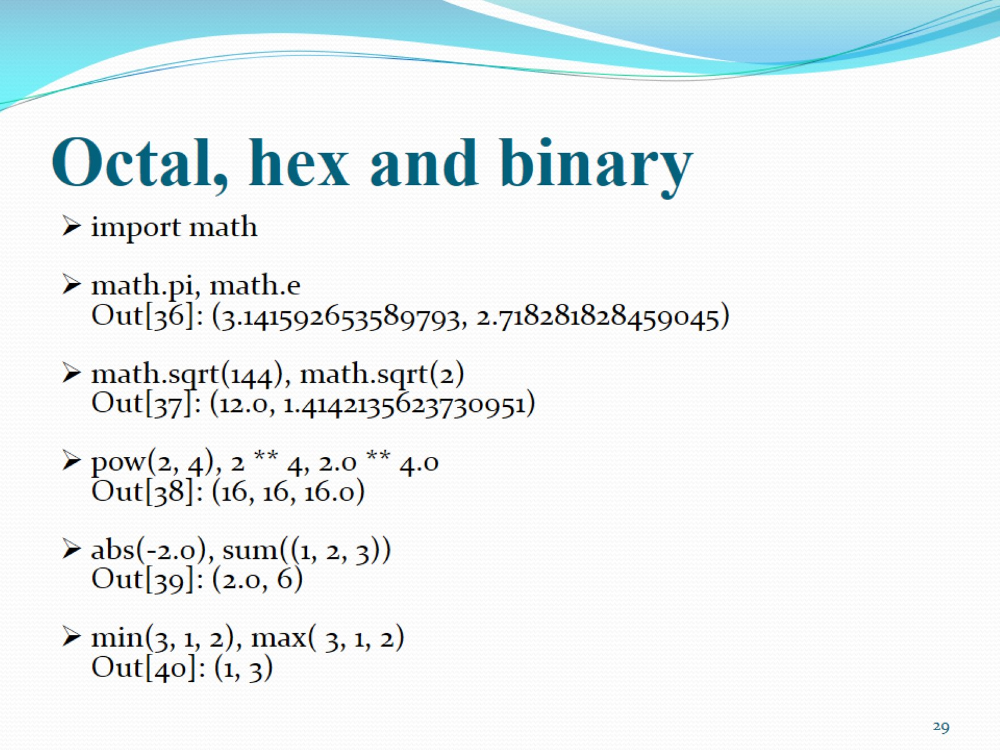 Octal, hex and binary
➢ import math
➢ math.pi, math.e
Out[36]: (3.141592653589793, 2.718281828459045)
➢ math.sqrt(144), math.sqrt(2)
Out[37]: (12.0, 1.4142135623730951)
➢ pow(2, 4), 2 ** 4, 2.0 ** 4.0
Out[38]: (16, 16, 16.0)
➢ abs(-2.0), sum((1, 2, 3))
Out[39]: (2.0, 6)
➢ min(3, 1, 2), max( 3, 1, 2)
Out[40]: (1, 3)
29